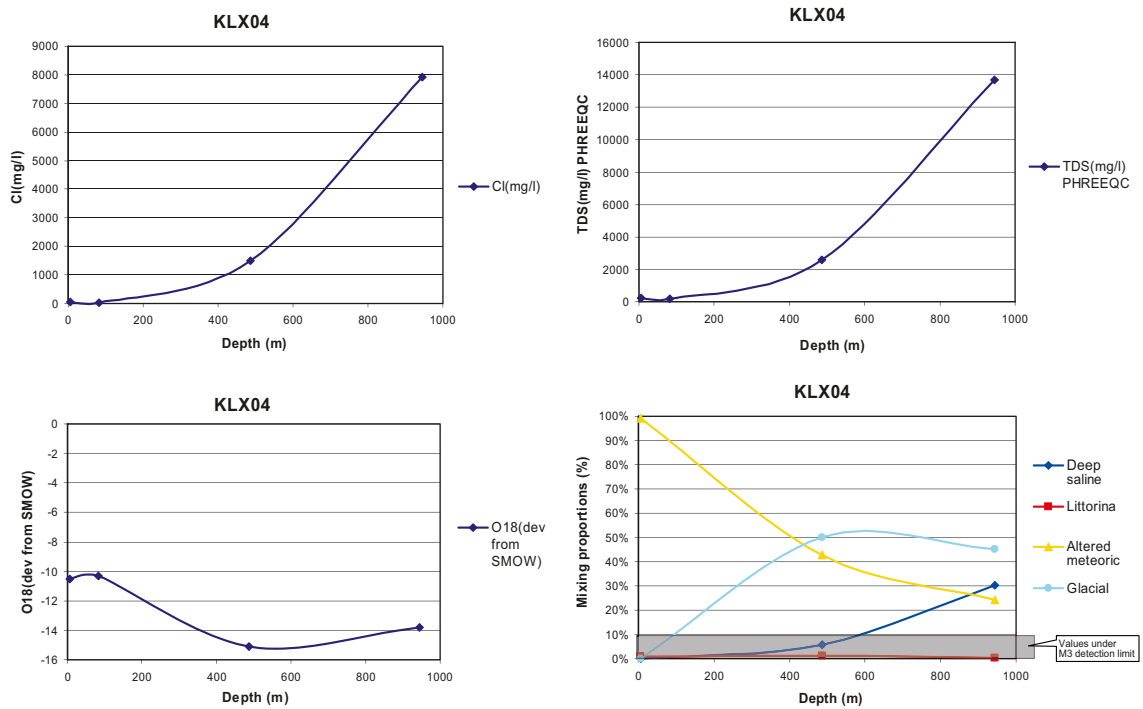 KLX04
9000
8000
7000
6000
5000
4000
3000
2000
1000
0
Cl(mg/l)
0 200 400 600 800 1000
Depth (m)
Cl(mg/l)
KLX04
16000
14000
12000
10000
8000
6000
4000
2000
0
TDS(mg/l) PHREEQC
0 200 400 600 800 1000
Depth (m)
TDS(mg/l)
PHREEQC
KLX04
0
-2
-4
-6
-8
-10
-12
-14
-16
O18(dev from SMOW)
0 200 400 600 800 1000
Depth (m)
O18(dev
from
SMOW)
KLX04
100%
90%
80%
70%
60%
50%
40%
30%
20%
10%
0%
Mixing proportions (%)
0 200 400 600 800 1000
Depth (m)
Deep
saline
Littorina
Altered
meteoric
Glacial
Values under
M3 detection limit